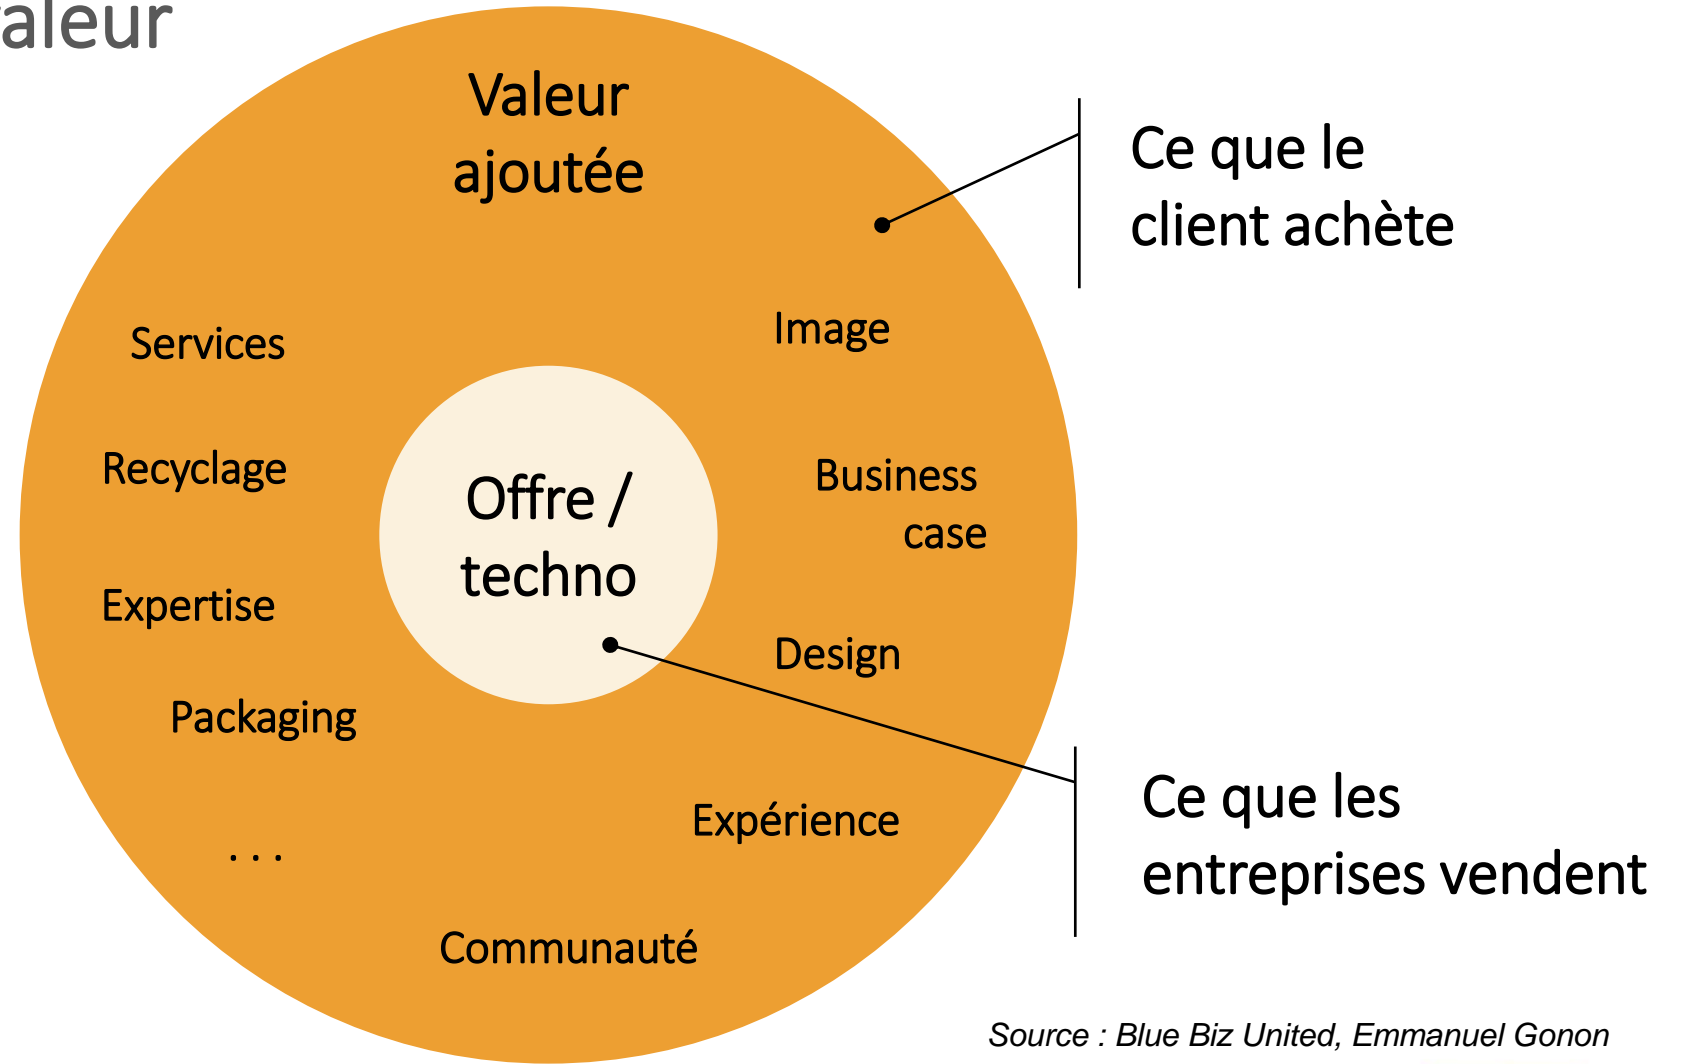 aleur
Valeur
ajoutée
Ce que le
client achète
Services
Image
Recyclage
Business
case
Offre /
techno
Expertise
Design
Packaging
Expérience
. . .
Communauté
Ce que les
entreprises vendent
Source : Blue Biz United, Emmanuel Gonon